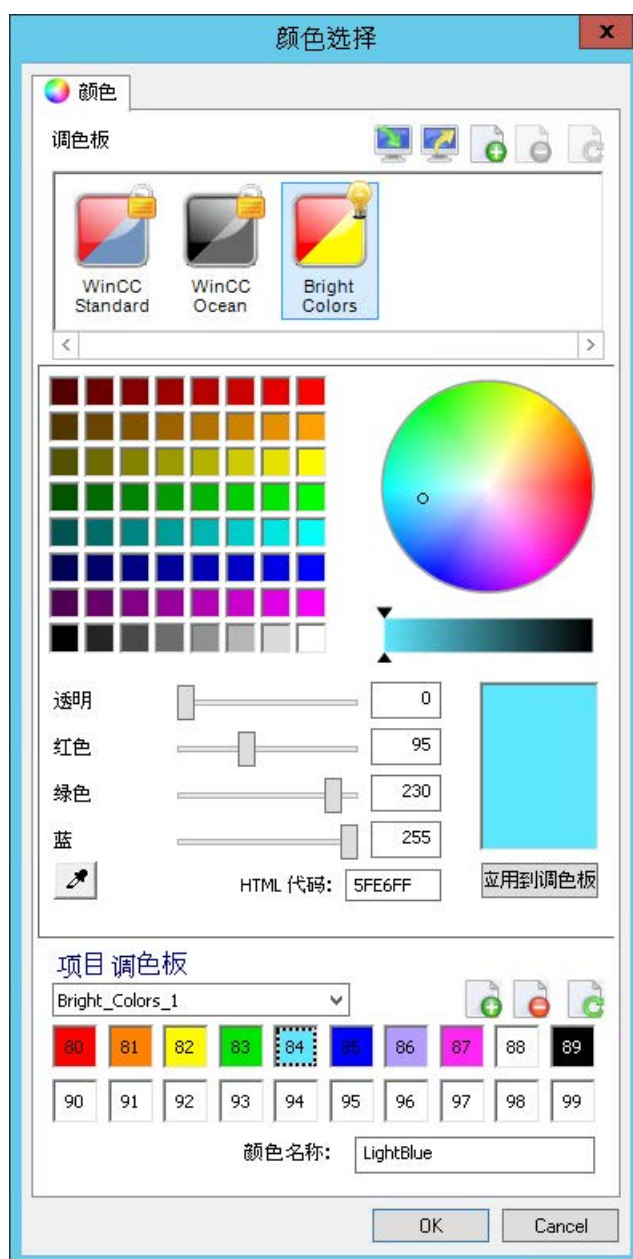 颜色选择
x
颜色
调色板
WinCC Standard
WinCC Ocean
Bright Colors
透明 0
红色 95
绿色 230
蓝 255
HTML 代码: 5FE6FF
应用到调色板
项目 调色板
Bright_Colors_1
80 81 82 83 84 85 86 87 88 89
90 91 92 93 94 95 96 97 98 99
颜色名称: LightBlue
OK Cancel